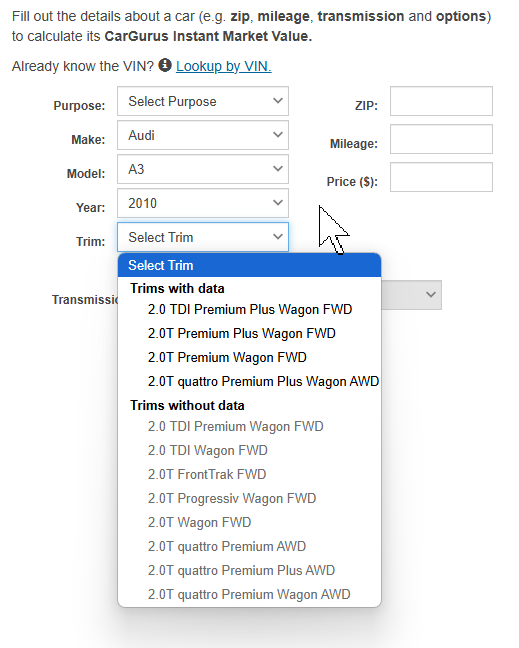 Fill out the details about a car (e.g. zip, mileage, transmission and options)
to calculate its CarGurus Instant Market Value.
Already know the VIN? Lookup by VIN.
Purpose: Select Purpose
ZIP:
Make: Audi
Mileage:
Model: A3
Price ($):
Year: 2010
Trim: Select Trim
Select Trim
Trims with data
Transmissi
2.0 TDI Premium Plus Wagon FWD
2.0T Premium Plus Wagon FWD
2.0T Premium Wagon FWD
2.0T quattro Premium Plus Wagon AWD
Trims without data
2.0 TDI Premium Wagon FWD
2.0 TDI Wagon FWD
2.0T FrontTrak FWD
2.0T Progressiv Wagon FWD
2.0T Wagon FWD
2.0T quattro Premium AWD
2.0T quattro Premium Plus AWD
2.0T quattro Premium Wagon AWD